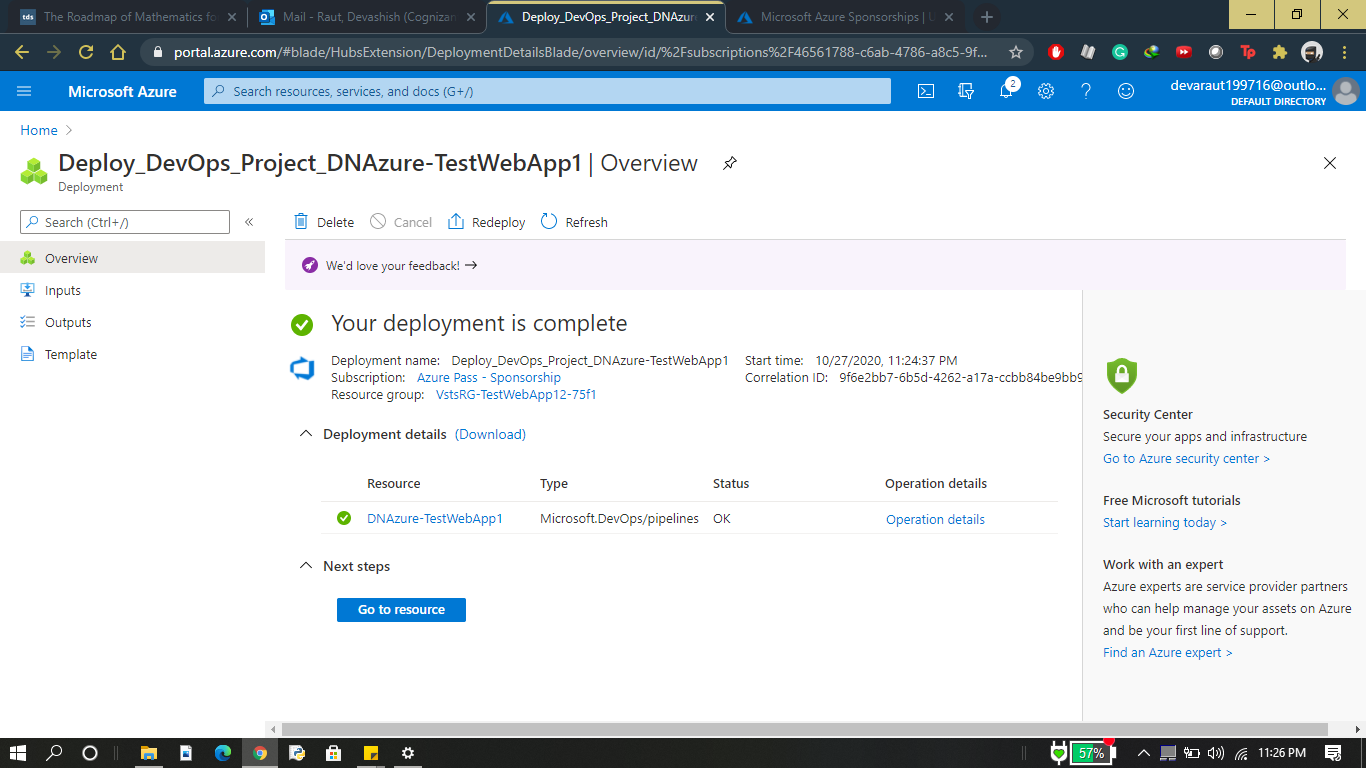 tds The Roadmap of Mathematics fo
Mail - Raut, Devashish (Cognizan
Deploy_DevOps_Project_DNAzure
Microsoft Azure Sponsorships | U
portal.azure.com/#blade/HubsExtension/DeploymentDetailsBlade/overview/id/%2Fsubscriptions%2F46561788-c6ab-4786-a8c5-9f...
Microsoft Azure
Search resources, services, and docs (G+/)
2
devaraut199716@outlo...
DEFAULT DIRECTORY
Home
Deploy_DevOps_Project_DNAzure-TestWebApp1 | Overview
Deployment
Search (Ctrl+/)
«
Delete
Cancel
Redeploy
Refresh
Overview
Inputs
Outputs
Template
We'd love your feedback! →
Your deployment is complete
Deployment name: Deploy_DevOps_Project_DNAzure-TestWebApp1
Subscription: Azure Pass - Sponsorship
Resource group: VstsRG-TestWebApp12-75f1
Start time: 10/27/2020, 11:24:37 PM
Correlation ID: 9f6e2bb7-6b5d-4262-a17a-ccbb84be9bb9
Deployment details (Download)
Resource Type Status Operation details
DNAzure-TestWebApp1 Microsoft.DevOps/pipelines OK Operation details
Next steps
Go to resource
Security Center
Secure your apps and infrastructure
Go to Azure security center >
Free Microsoft tutorials
Start learning today >
Work with an expert
Azure experts are service provider partners
who can help manage your assets on Azure
and be your first line of support.
Find an Azure expert >
57%
11:26 PM